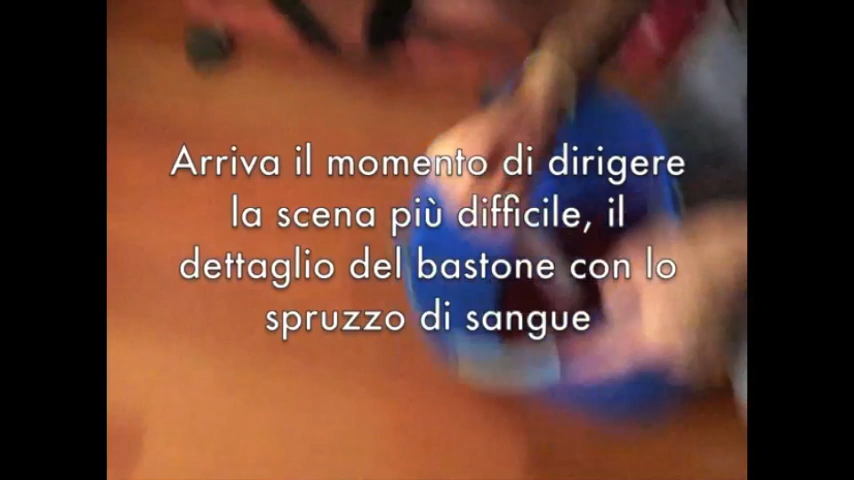 Arriva il momento di dirigere
la scena più difficile, il
dettaglio del bastone con lo
spruzzo di sangue